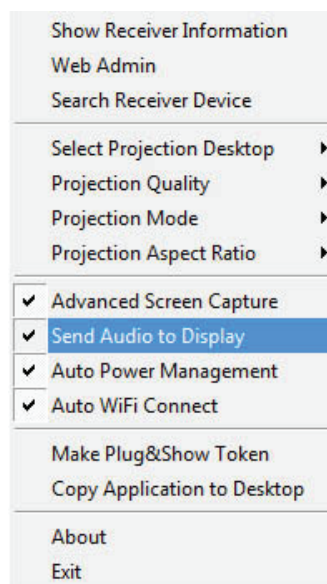 Show Receiver Information
Web Admin
Search Receiver Device
Select Projection Desktop
Projection Quality
Projection Mode
Projection Aspect Ratio
Advanced Screen Capture
Send Audio to Display
Auto Power Management
Auto WiFi Connect
Make Plug&Show Token
Copy Application to Desktop
About
Exit